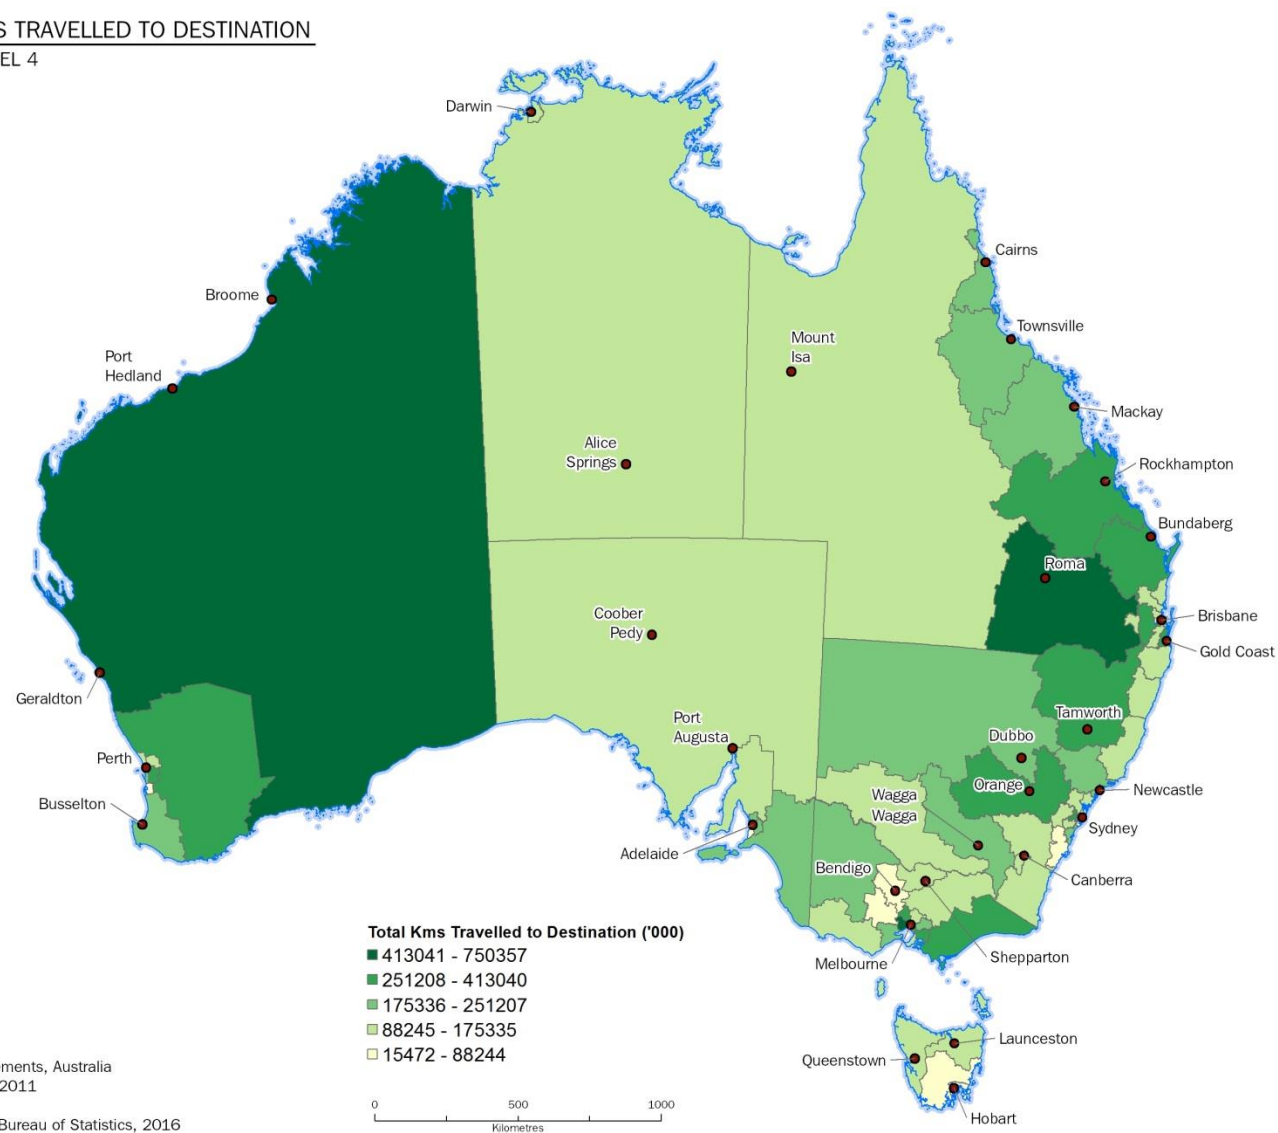 S TRAVELLED TO DESTINATION
EL 4
Darwin
Cairns
Broome
Townsville
Mount
Isa
Port
Hedland
Mackay
Alice
Springs
Rockhampton
Bundaberg
Roma
Coober
Pedy
Brisbane
Gold Coast
Geraldton
Port
Augusta
Tamworth
Dubbo
Perth
Orange
Newcastle
Wagga
Wagga
Busselton
Sydney
Adelaide
Bendigo
Canberra
Melbourne
Shepparton
Total Kms Travelled to Destination ('000)
413041 - 750357
251208 - 413040
175336 - 251207
88245 - 175335
15472 - 88244
Launceston
Queenstown
Hobart
ements, Australia
2011
Bureau of Statistics, 2016
0 500 1000
Kilometres